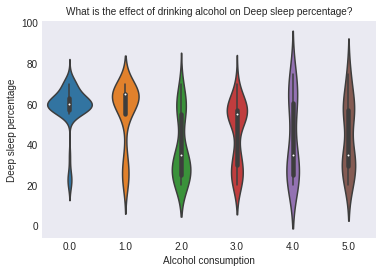 What is the effect of drinking alcohol on Deep sleep percentage?
Deep sleep percentage
100
80
60
40
20
0
0.0 1.0 2.0 3.0 4.0 5.0
Alcohol consumption